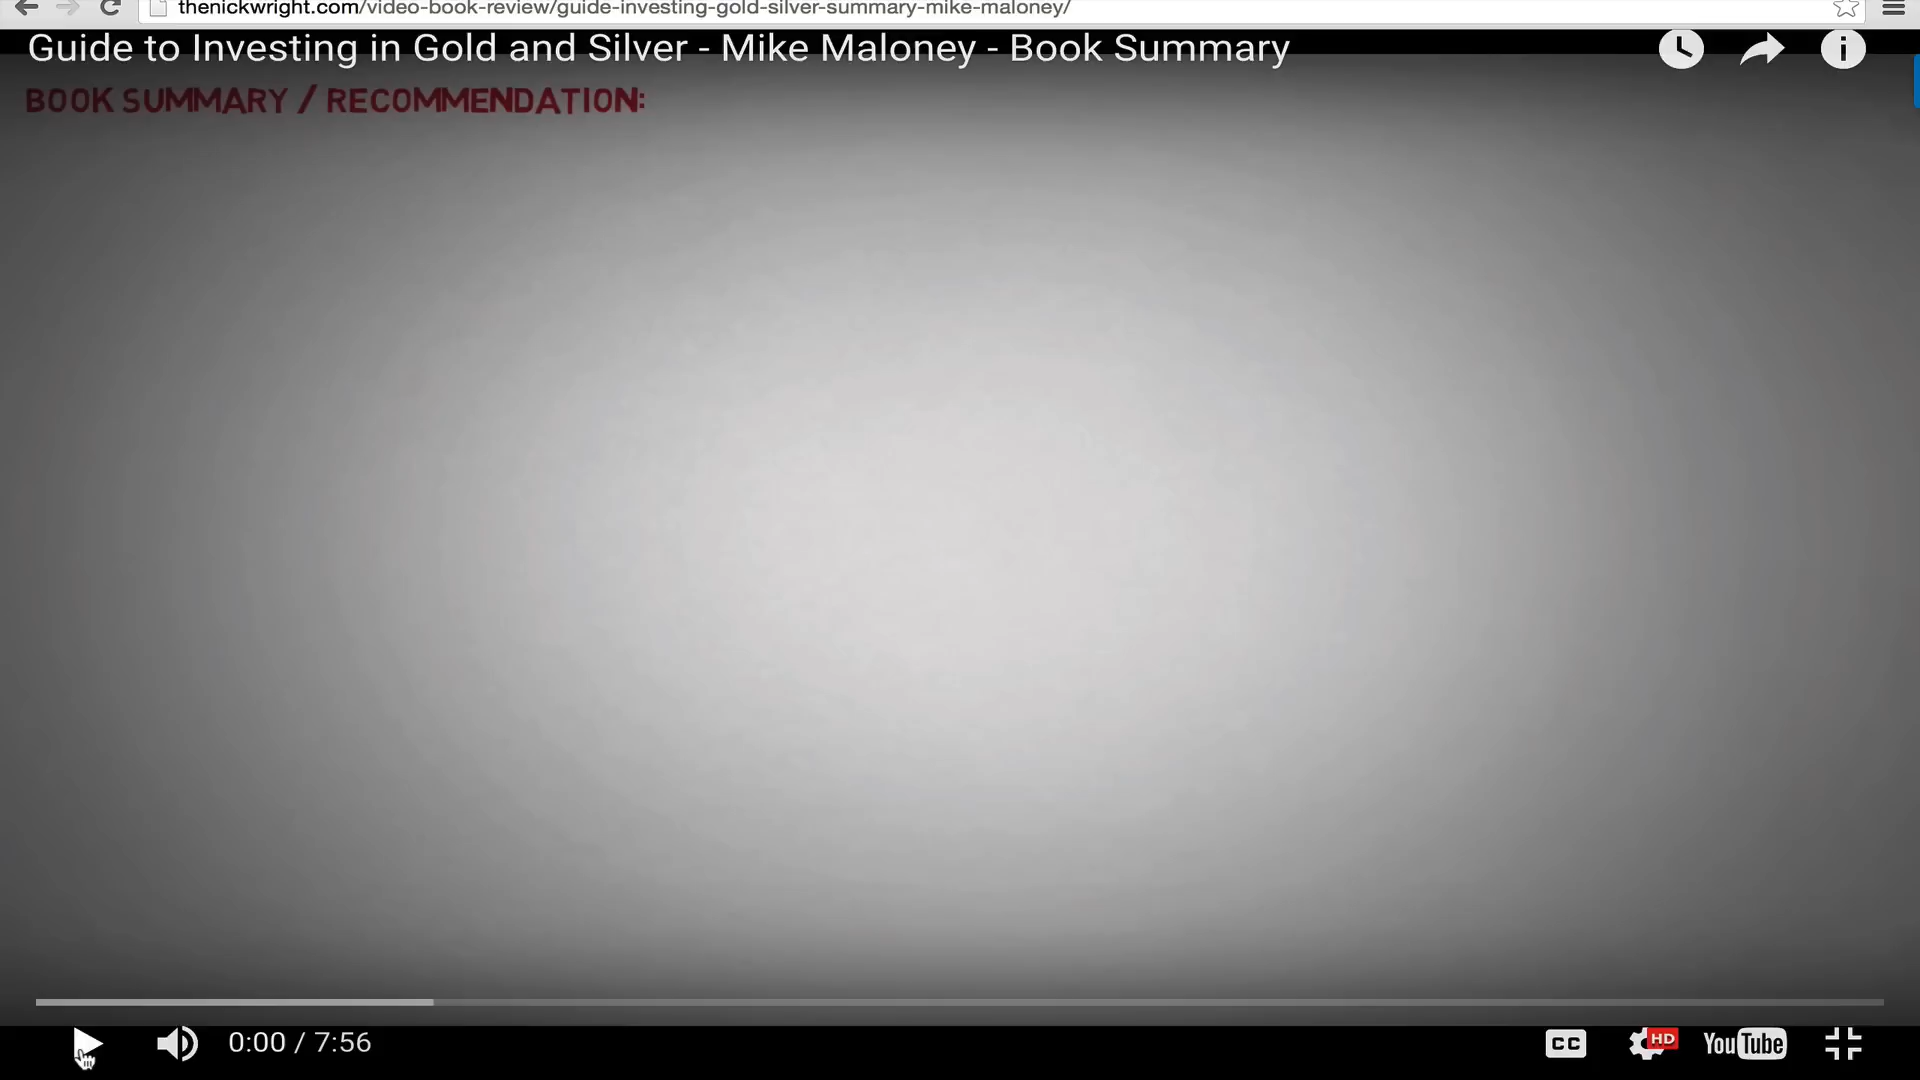 thenickwright.com/video-book-review/guide-investing-gold-silver-summary-mike-maloney/
Guide to Investing in Gold and Silver - Mike Maloney - Book Summary
BOOK SUMMARY / RECOMMENDATION:
0:00 / 7:56
CC
HD
YouTube